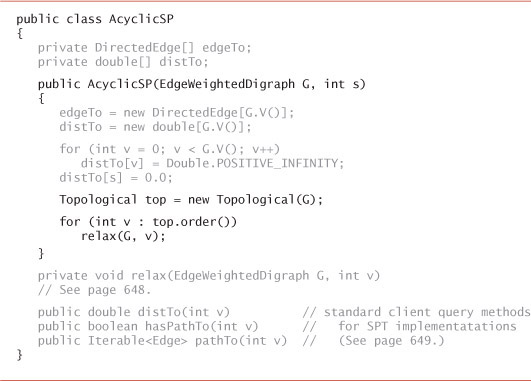 public class AcyclicSP
{
private DirectedEdge[] edgeTo;
private double[] distTo;
public AcyclicSP(EdgeWeightedDigraph G, int s)
{
edgeTo = new DirectedEdge[G.V()];
distTo = new double[G.V()];
for (int v = 0; v < G.V(); v++)
distTo[v] = Double.POSITIVE_INFINITY;
distTo[s] = 0.0;
Topological top = new Topological(G);
for (int v : top.order())
relax(G, v);
}
private void relax(EdgeWeightedDigraph G, int v)
// See page 648.
public double distTo(int v) // standard client query methods
public boolean hasPathTo(int v) // for SPT implementatations
public Iterable<Edge> pathTo(int v) // (See page 649.)
}